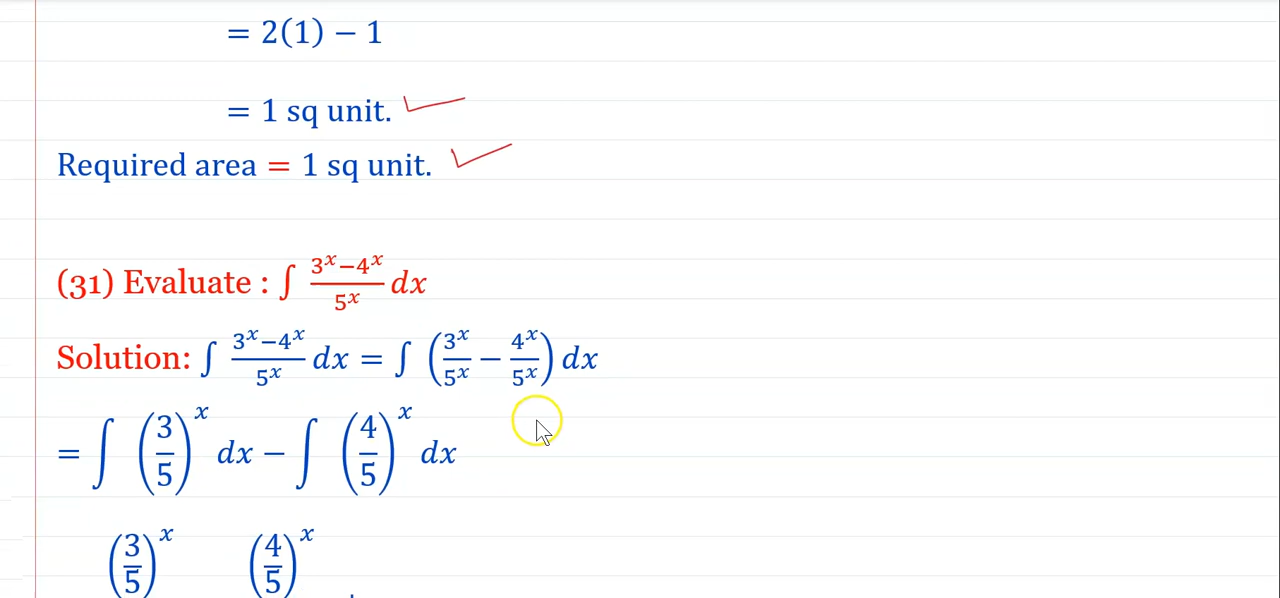 = 2(1) − 1
= 1 sq unit.
Required area = 1 sq unit.
(31) Evaluate : ∫ (3^x−4^x)/5^x dx
Solution: ∫ (3^x−4^x)/5^x dx = ∫ (3^x/5^x − 4^x/5^x) dx
= ∫ (3/5)^x dx − ∫ (4/5)^x dx
(3/5)^x (4/5)^x